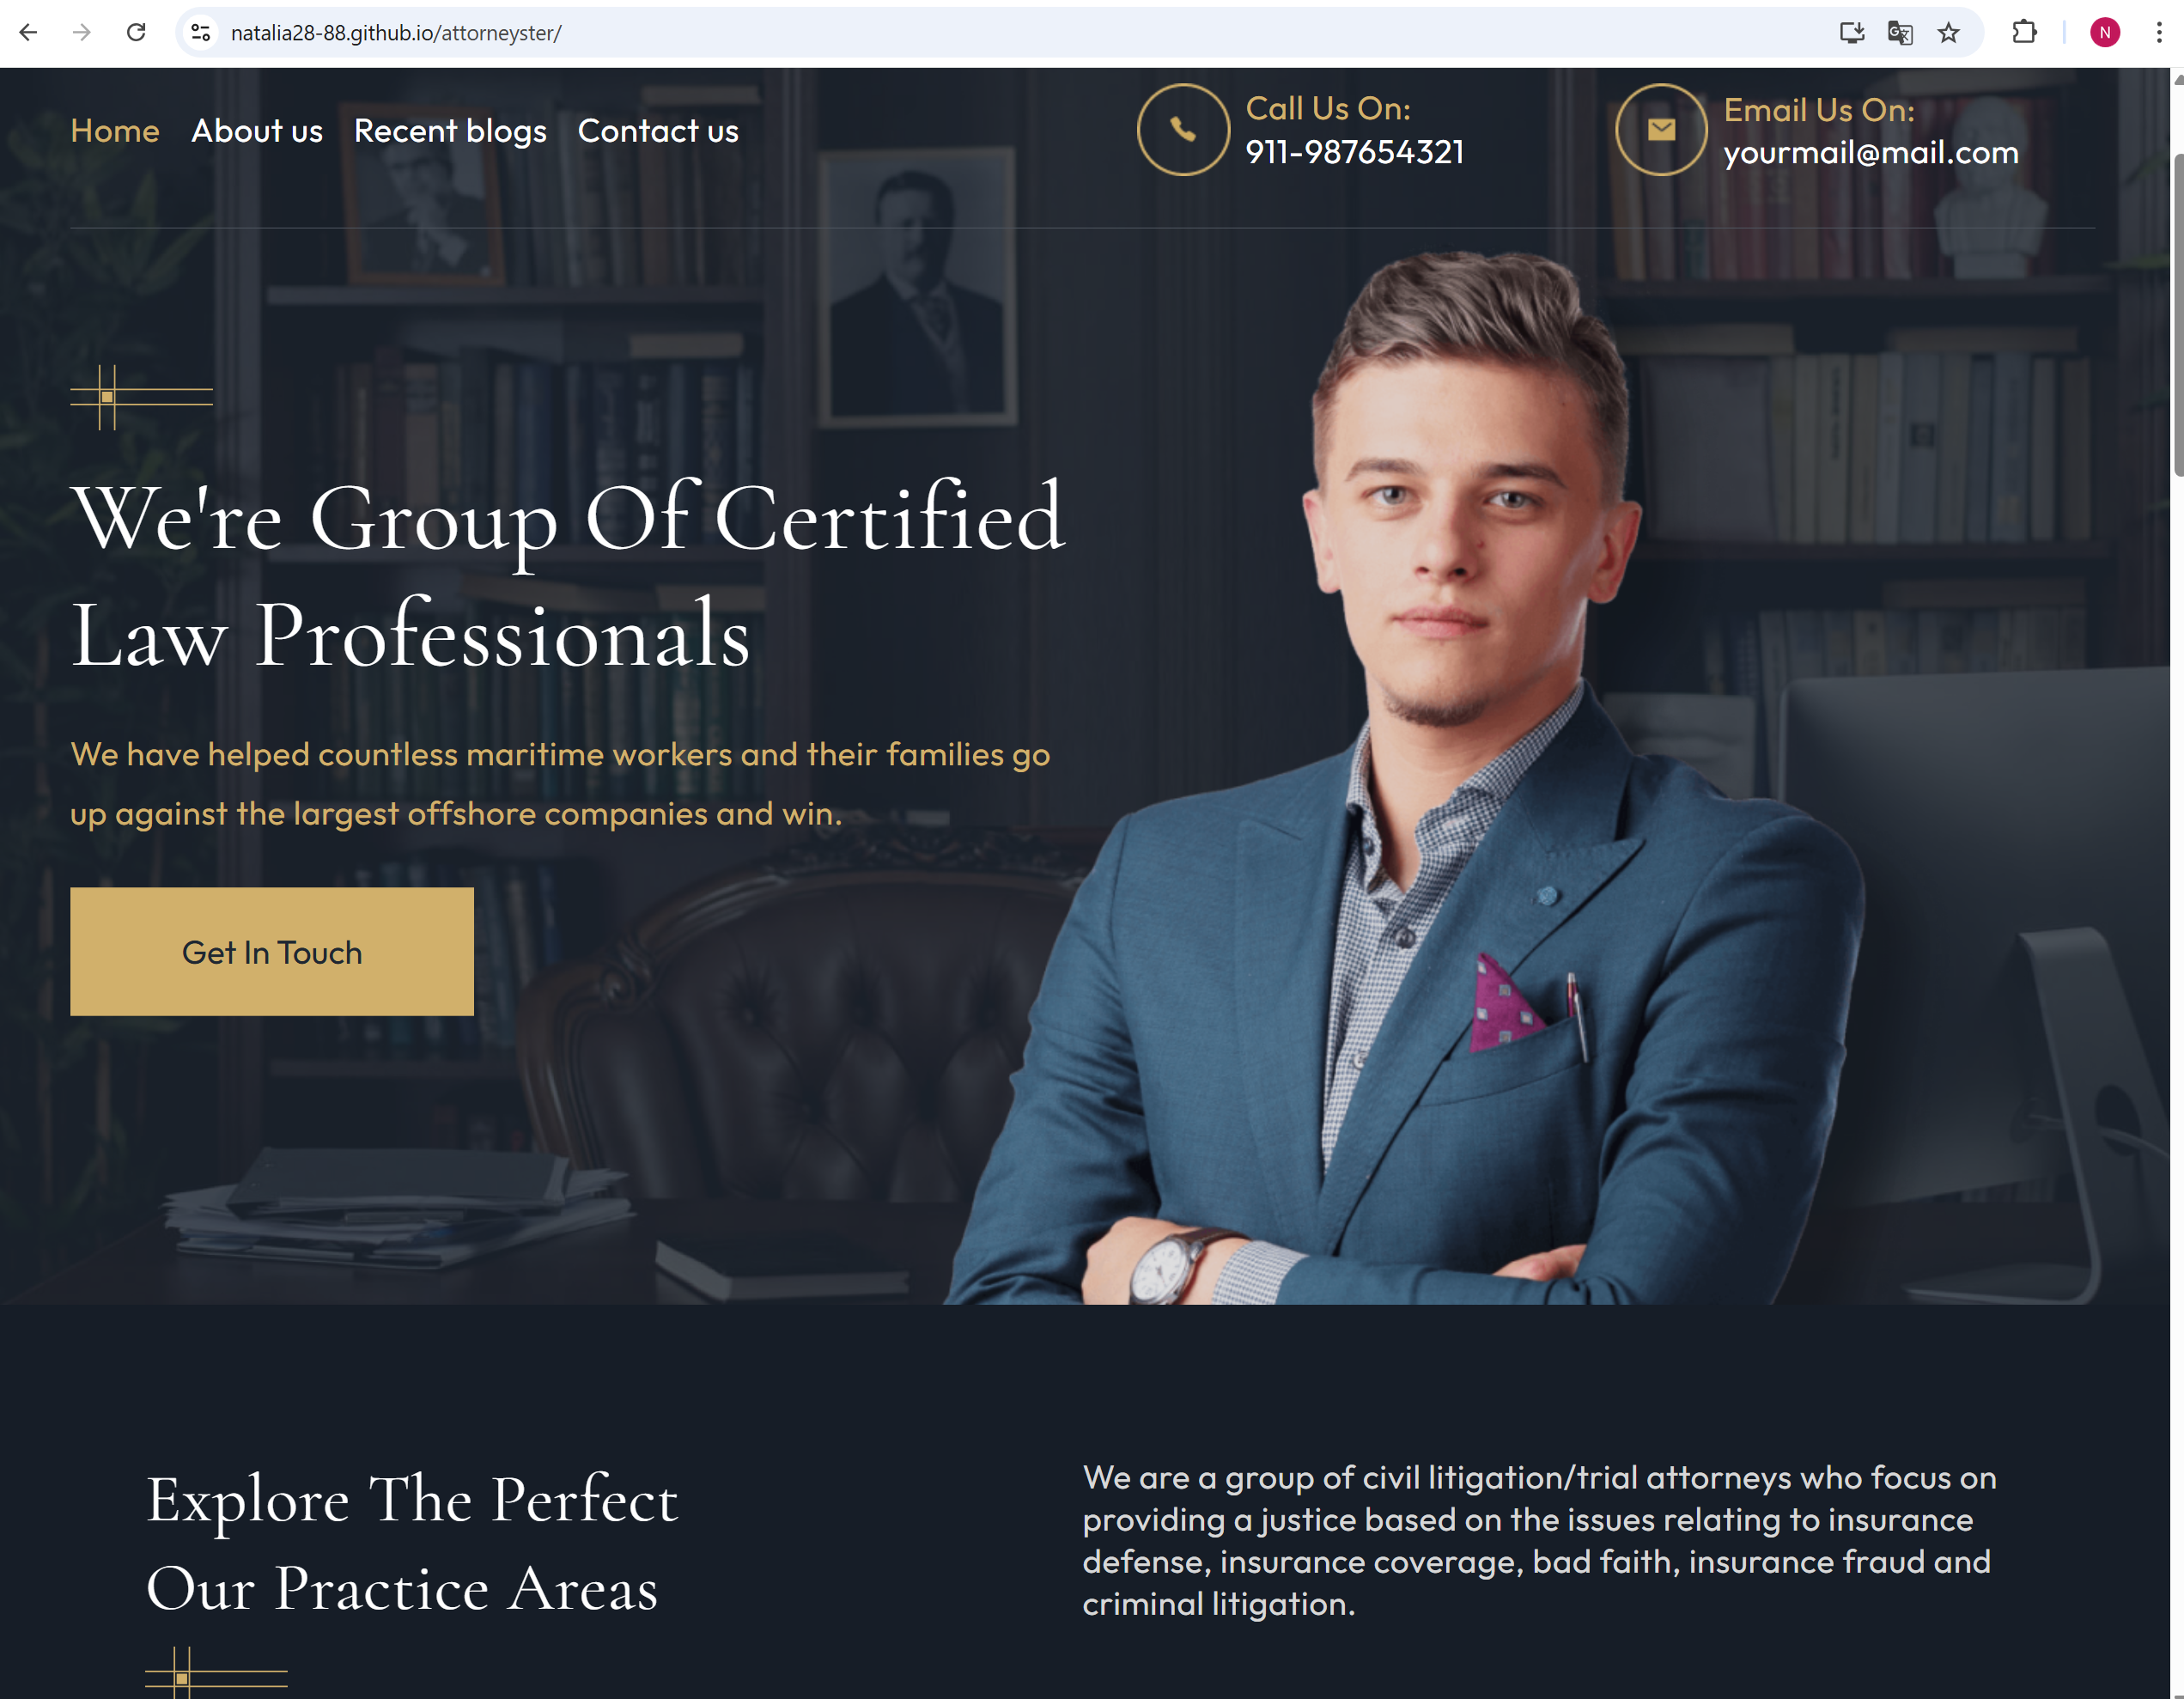 natalia28-88.github.io/attorneyster/
N
Home About us Recent blogs Contact us
Call Us On:
911-987654321
Email Us On:
yourmail@mail.com
We're Group Of Certified
Law Professionals
We have helped countless maritime workers and their families go
up against the largest offshore companies and win.
Get In Touch
Explore The Perfect
Our Practice Areas
We are a group of civil litigation/trial attorneys who focus on
providing a justice based on the issues relating to insurance
defense, insurance coverage, bad faith, insurance fraud and
criminal litigation.